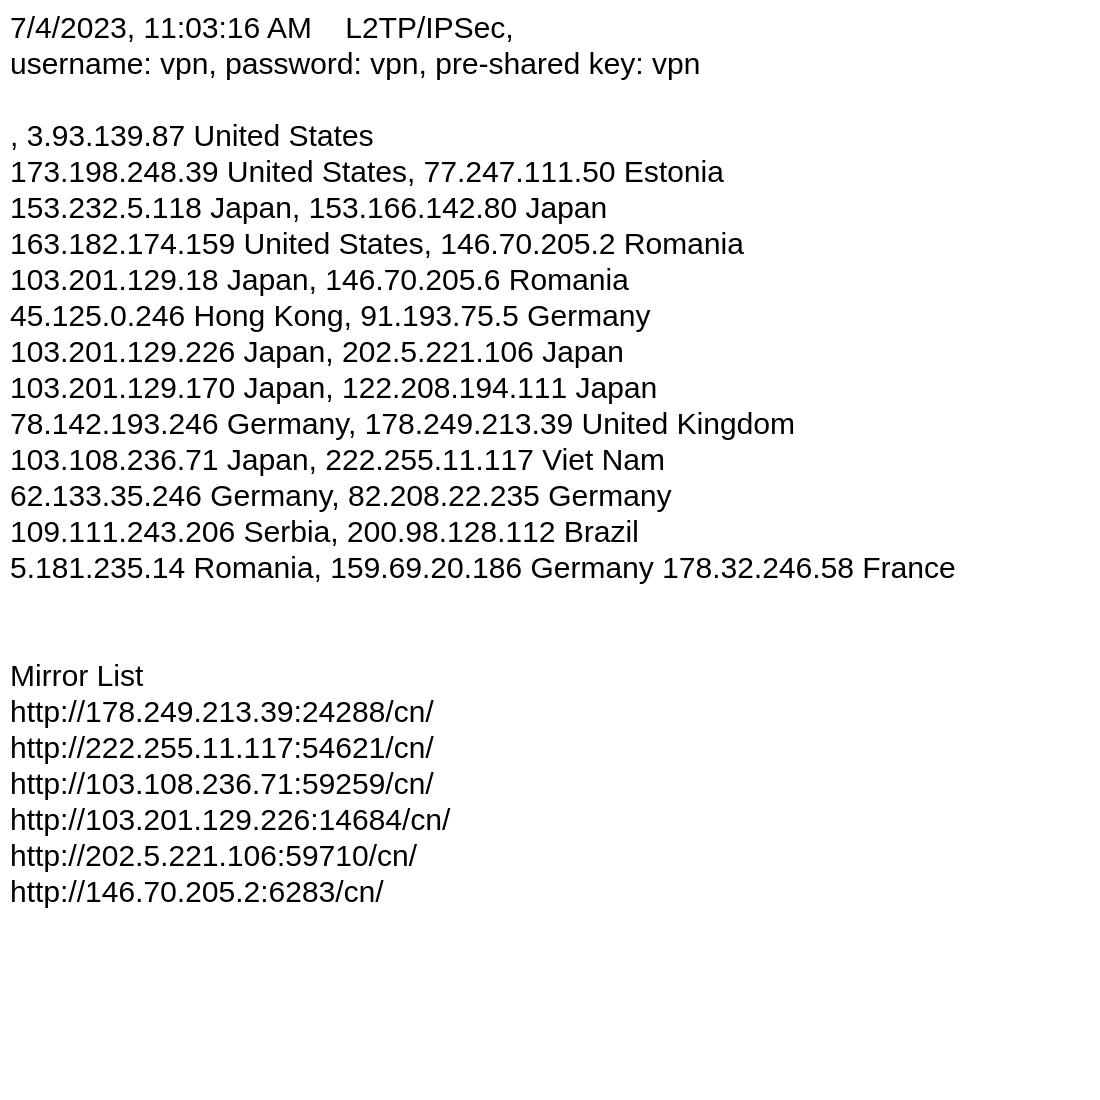 7/4/2023, 11:03:16 AM    L2TP/IPSec,
username: vpn, password: vpn, pre-shared key: vpn
, 3.93.139.87 United States
173.198.248.39 United States, 77.247.111.50 Estonia
153.232.5.118 Japan, 153.166.142.80 Japan
163.182.174.159 United States, 146.70.205.2 Romania
103.201.129.18 Japan, 146.70.205.6 Romania
45.125.0.246 Hong Kong, 91.193.75.5 Germany
103.201.129.226 Japan, 202.5.221.106 Japan
103.201.129.170 Japan, 122.208.194.111 Japan
78.142.193.246 Germany, 178.249.213.39 United Kingdom
103.108.236.71 Japan, 222.255.11.117 Viet Nam
62.133.35.246 Germany, 82.208.22.235 Germany
109.111.243.206 Serbia, 200.98.128.112 Brazil
5.181.235.14 Romania, 159.69.20.186 Germany 178.32.246.58 France
Mirror List
http://178.249.213.39:24288/cn/
http://222.255.11.117:54621/cn/
http://103.108.236.71:59259/cn/
http://103.201.129.226:14684/cn/
http://202.5.221.106:59710/cn/
http://146.70.205.2:6283/cn/